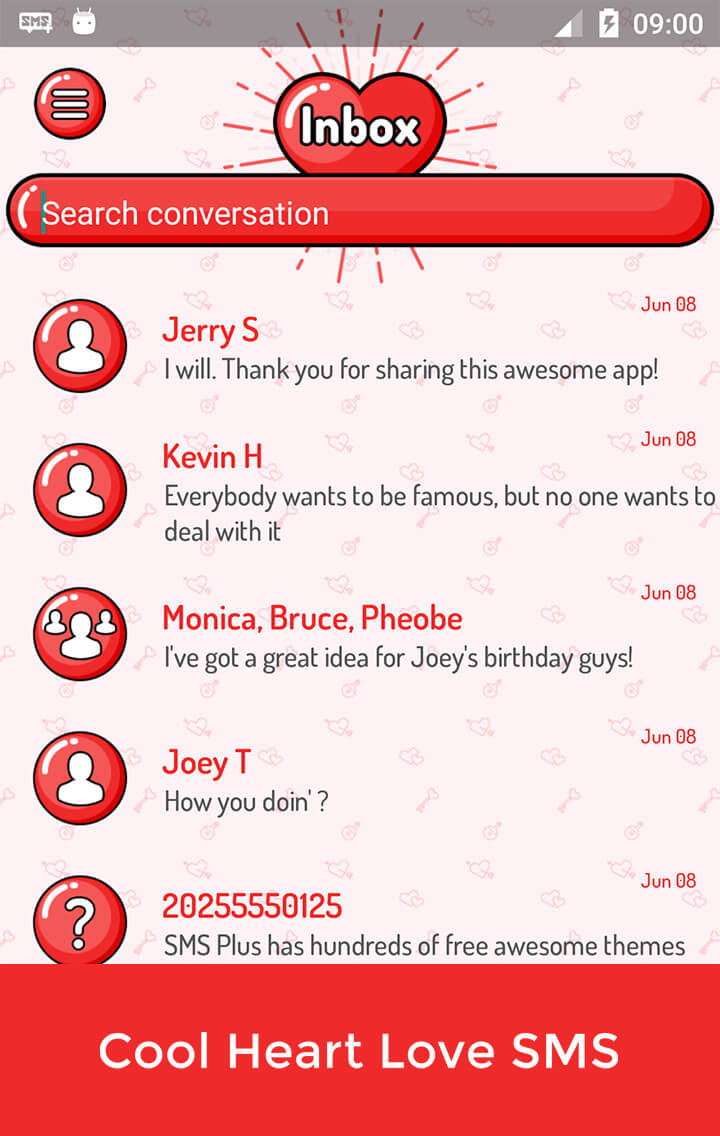 SMS
09:00
Inbox
Search conversation
Jun 08
Jerry S
I will. Thank you for sharing this awesome app!
Jun 08
Kevin H
Everybody wants to be famous, but no one wants to
deal with it
Jun 08
Monica, Bruce, Pheobe
I've got a great idea for Joey's birthday guys!
Jun 08
Joey T
How you doin' ?
Jun 08
20255550125
SMS Plus has hundreds of free awesome themes
Cool Heart Love SMS